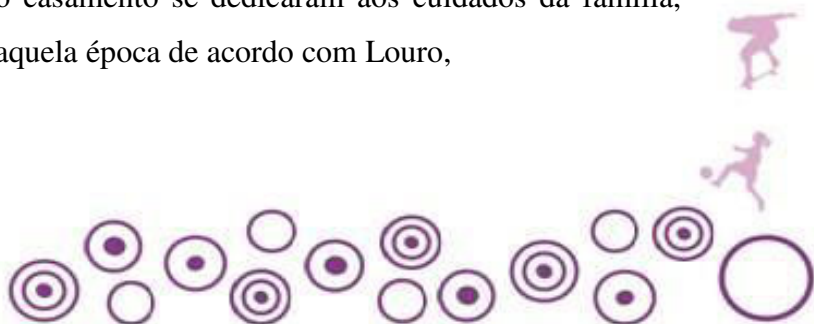 o casamento se dedicaram aos cuidados da família,
aquela época de acordo com Louro,